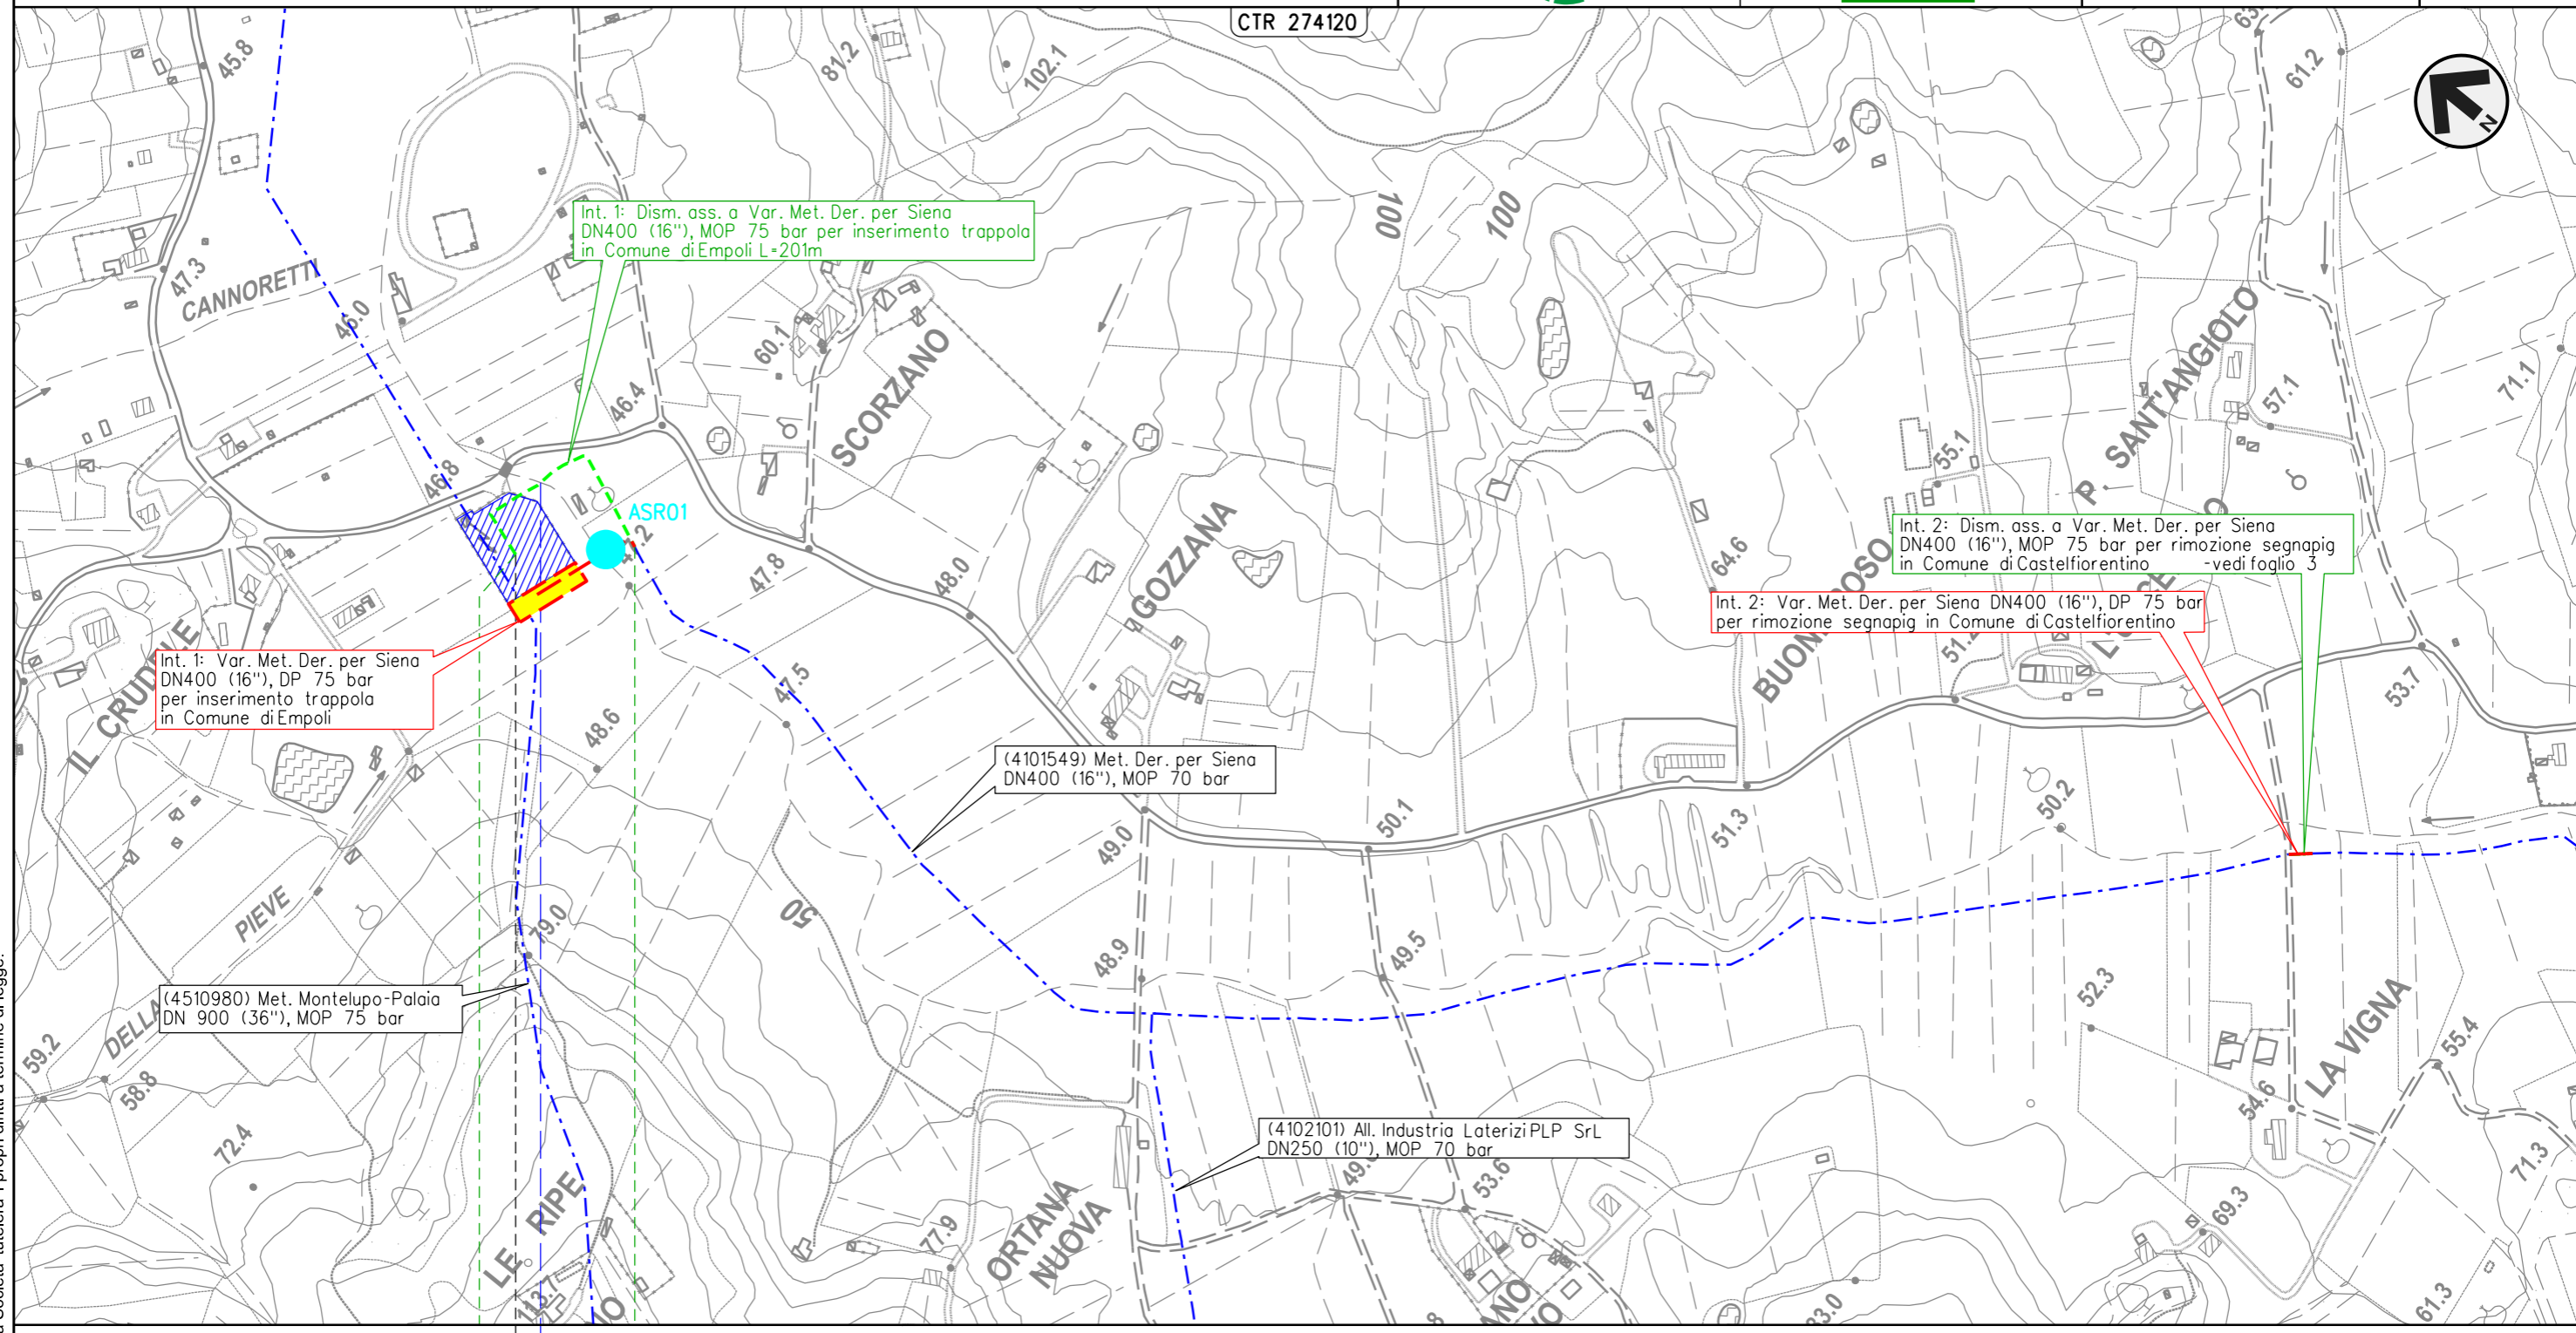 CTR 274120
45.8
81.2
102.1
61.2
N
47.3
CANNORETTI
46.0
Int. 1: Dism. ass. a Var. Met. Der. per Siena
DN400 (16"), MOP 75 bar per inserimento trappola
in Comune di Empoli L=201m
100
100
60.1
SCORZANO
46.4
46.8
ASR01
47.8
48.0
GOZZANA
64.6
55.1
P. SANT'ANGIOLO
57.1
71.1
Int. 2: Dism. ass. a Var. Met. Der. per Siena
DN400 (16"), MOP 75 bar per rimozione segnapig
in Comune di Castelfiorentino -vedi foglio 3
Int. 2: Var. Met. Der. per Siena DN400 (16"), DP 75 bar
per rimozione segnapig in Comune di Castelfiorentino
53.7
IL CRUDELE
Int. 1: Var. Met. Der. per Siena
DN400 (16"), DP 75 bar
per inserimento trappola
in Comune di Empoli
47.5
48.6
(4101549) Met. Der. per Siena
DN400 (16"), MOP 70 bar
49.0
50.1
51.3
50.2
50
PIEVE
DELLA
79.0
48.9
49.5
52.3
LA VIGNA
55.4
54.6
(4510980) Met. Montelupo-Palaia
DN 900 (36"), MOP 75 bar
59.2
58.8
72.4
(4102101) All. Industria Laterizi PLP SrL
DN250 (10"), MOP 70 bar
53.6
71.3
69.3
LE RIPE
113.7
77.9
ORTANA
NUOVA
61.3